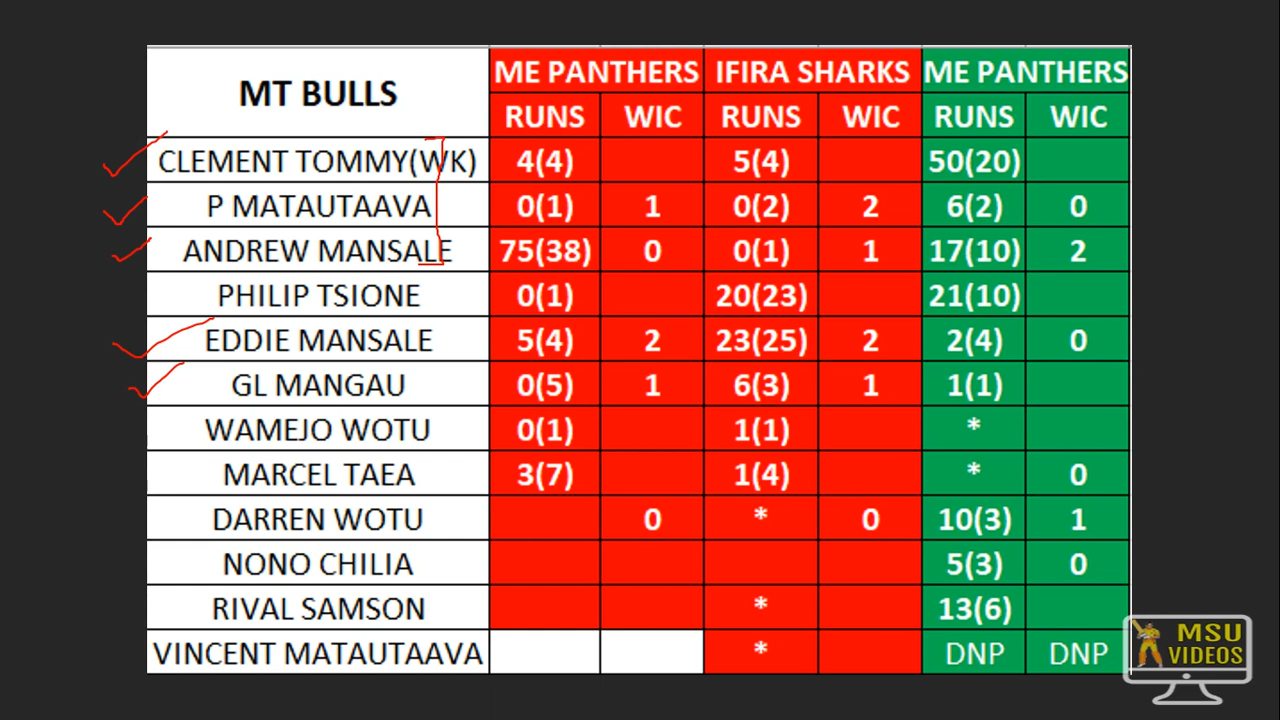 MT BULLS ME PANTHERS IFIRA SHARKS ME PANTHERS
RUNS WIC RUNS WIC RUNS WIC
CLEMENT TOMMY(WK) 4(4) 5(4) 50(20)
P MATAUTAAVA 0(1) 1 0(2) 2 6(2) 0
ANDREW MANSALE 75(38) 0 0(1) 1 17(10) 2
PHILIP TSIONE 0(1) 20(23) 21(10)
EDDIE MANSALE 5(4) 2 23(25) 2 2(4) 0
GL MANGAU 0(5) 1 6(3) 1 1(1)
WAMEJO WOTU 0(1) 1(1) *
MARCEL TAEA 3(7) 1(4) * 0
DARREN WOTU 0 * 0 10(3) 1
NONO CHILIA 5(3) 0
RIVAL SAMSON * 13(6)
VINCENT MATAUTAAVA * DNP DNP
MSU
VIDEOS